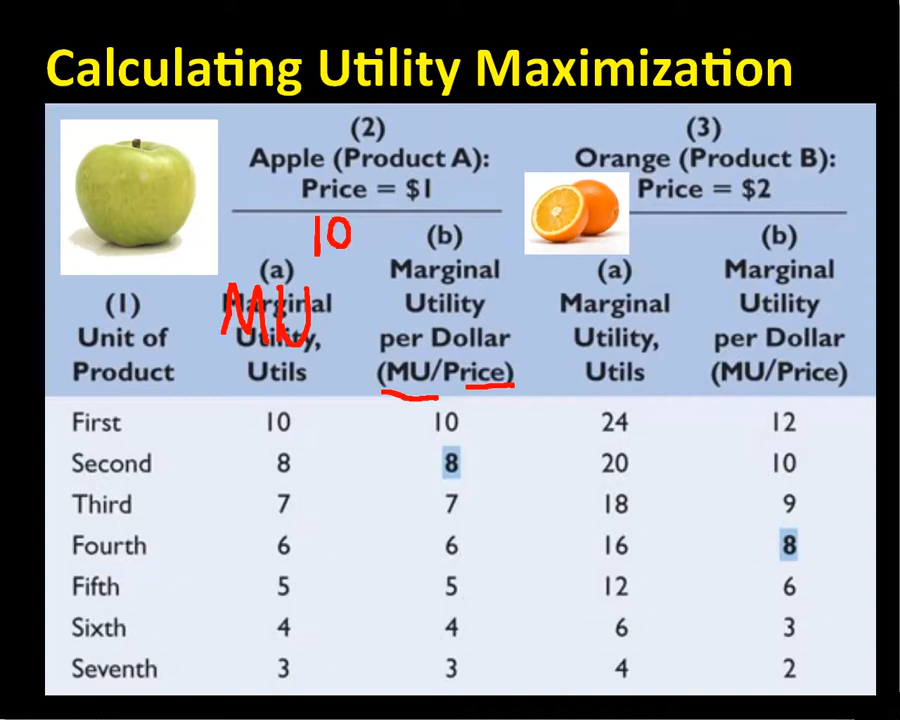 Calculating Utility Maximization
(2) (3)
Apple (Product A): Orange (Product B):
Price = $1 Price = $2
10
(b) (b)
(a) Marginal (a) Marginal
(1) Marginal Utility Marginal Utility
MU
Unit of Utility, per Dollar Utility, per Dollar
Product Utils (MU/Price) Utils (MU/Price)
First 10 10 24 12
Second 8 8 20 10
Third 7 7 18 9
Fourth 6 6 16 8
Fifth 5 5 12 6
Sixth 4 4 6 3
Seventh 3 3 4 2